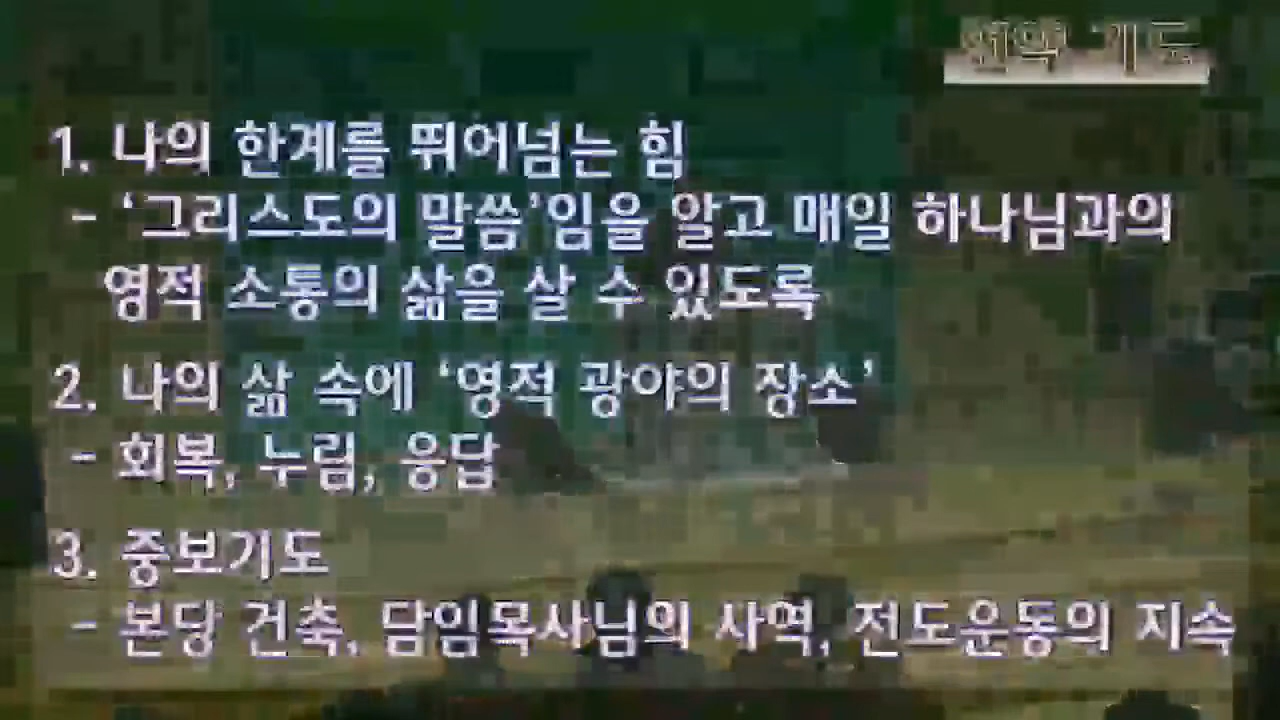 언약 기도
1. 나의 한계를 뛰어넘는 힘
- ‘그리스도의 말씀’임을 알고 매일 하나님과의
영적 소통의 삶을 살 수 있도록
2. 나의 삶 속에 ‘영적 광야의 장소’
- 회복, 누림, 응답
3. 중보기도
- 본당 건축, 담임목사님의 사역, 전도운동의 지속